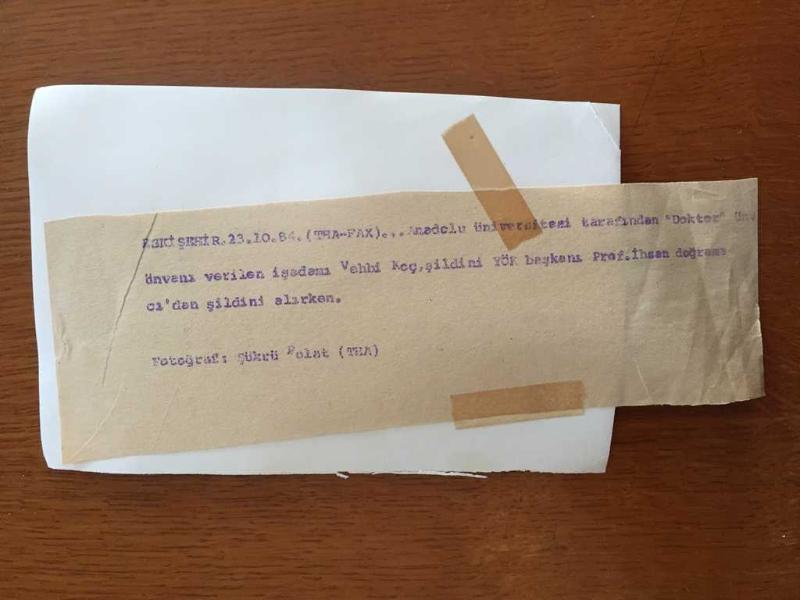 ESKİŞEHİR.23.10.84.(THA-FAX)...Anadolu üniversitesi tarafından "Doktor" ünv
ünvanı verilen işadamı Vehbi Koç,şildini YÖK başkanı Prof.İhsan doğrama
cı'dan şildini alırken.
Fotoğraf: Şükrü Polat (THA)